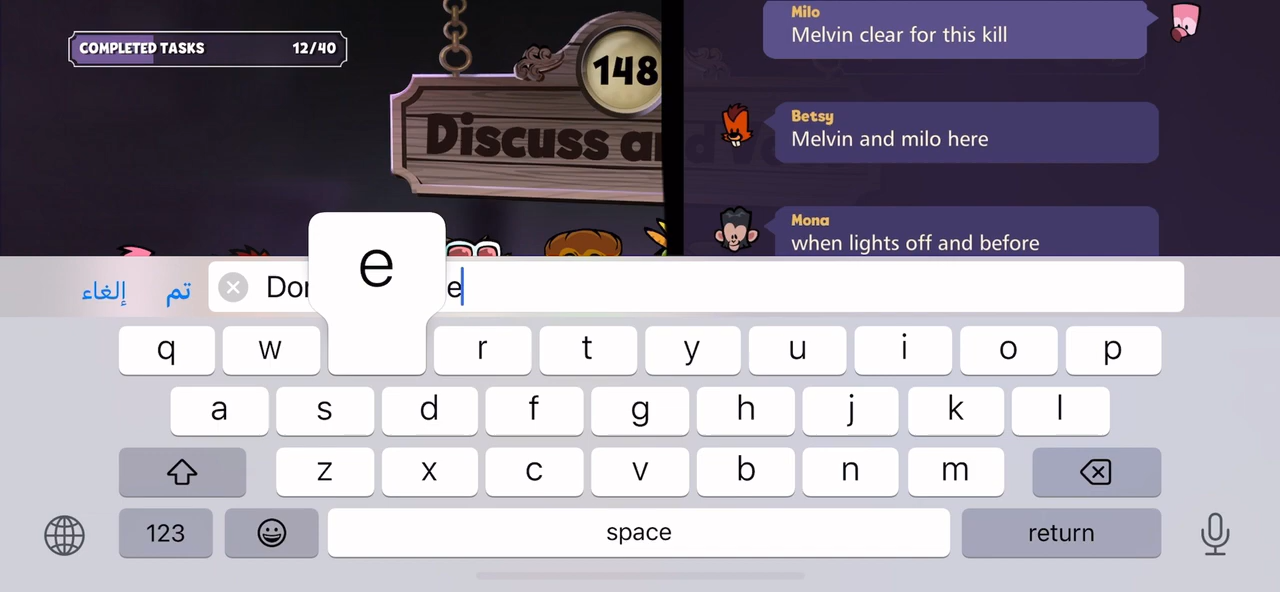 COMPLETED TASKS 12/40
148
Discuss a
Milo
Melvin clear for this kill
Betsy
Melvin and milo here
Mona
when lights off and before
إلغاء
تم
e
q w r t y u i o p
a s d f g h j k l
z x c v b n m
123 space return